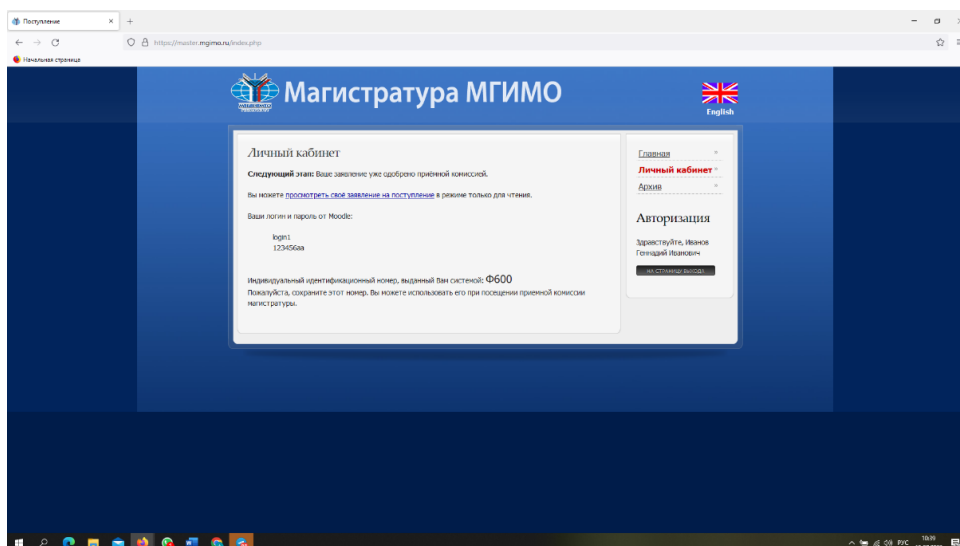 Поступление
https://master.mgimo.ru/index.php
Начальная страница
Магистратура МГИМО
English
Личный кабинет
Следующий этап: Ваше заявление уже одобрено приёмной комиссией.
Вы можете просмотреть своё заявление на поступление в режиме только для чтения.
Ваши логин и пароль от Moodle:
login1
123456aa
Индивидуальный идентификационный номер, выданный Вам системой: Ф600
Пожалуйста, сохраните этот номер. Вы можете использовать его при посещении приемной комиссии
магистратуры.
Главная
Личный кабинет
Архив
Авторизация
Здравствуйте, Иванов
Геннадий Иванович
НА СТРАНИЦУ ВЫХОДА
РУС
10:39